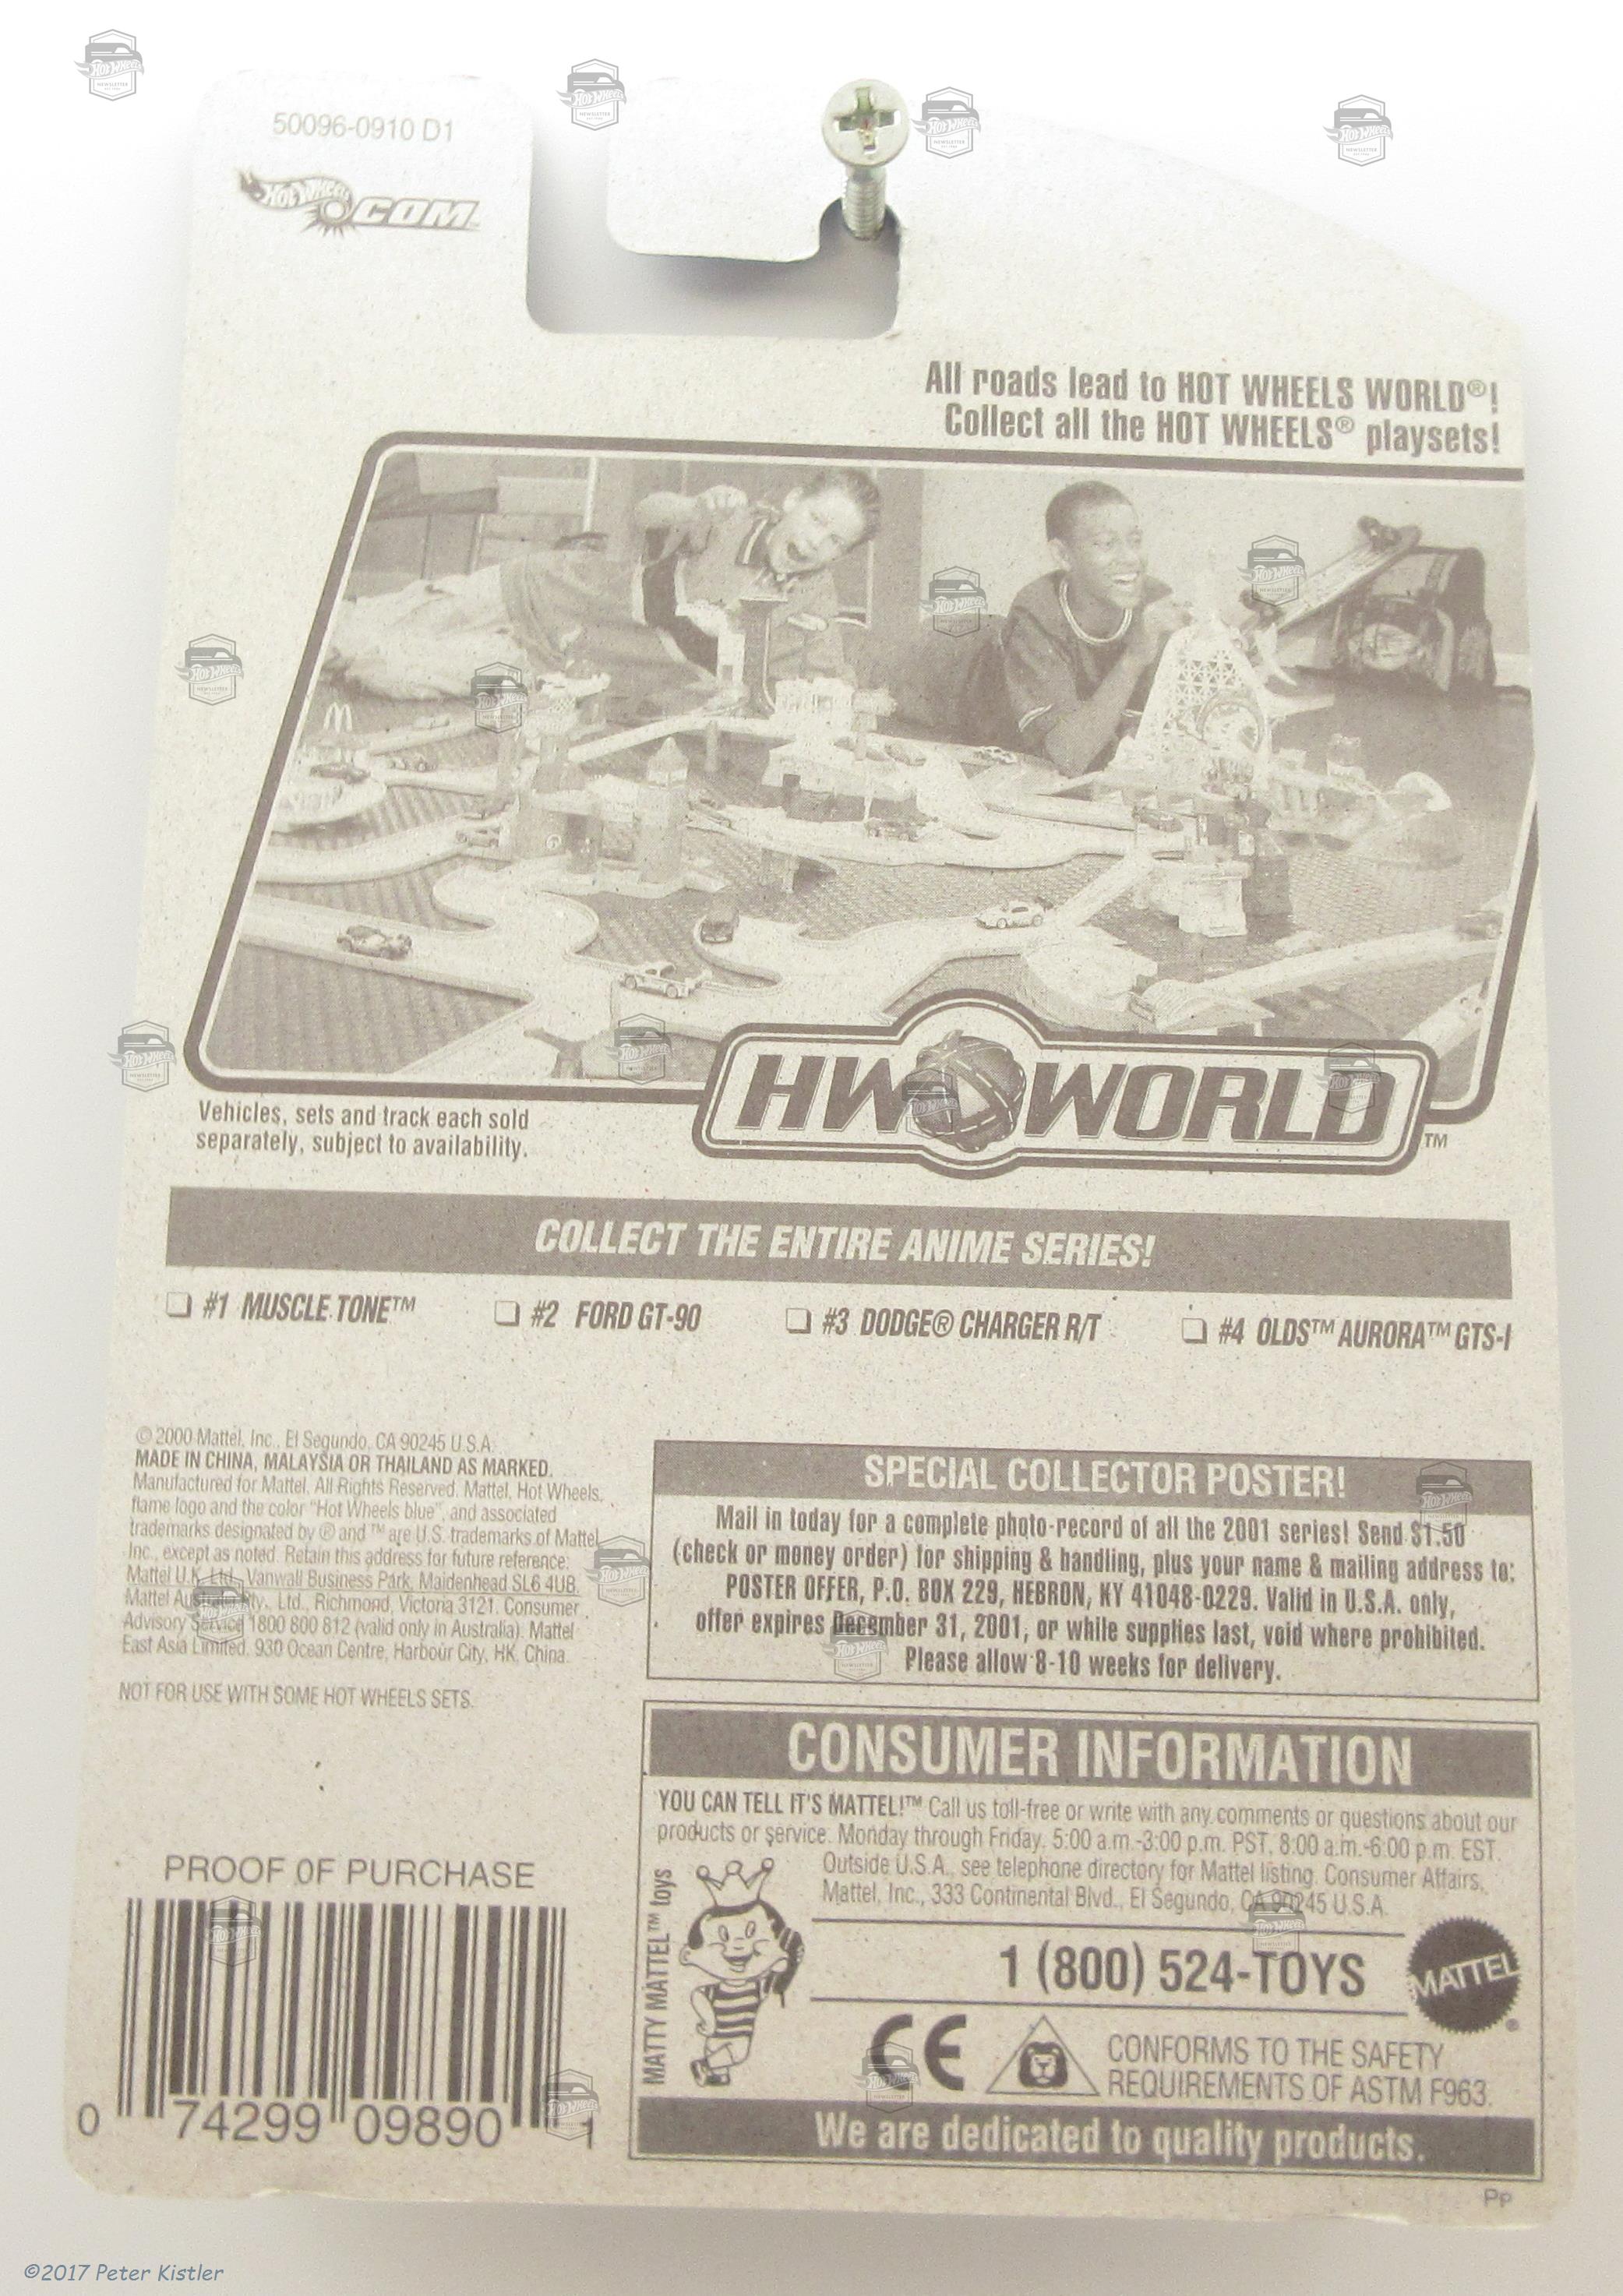 50096-0910 D1
HOT WHEELS .COM™
All roads lead to HOT WHEELS WORLD®!
Collect all the HOT WHEELS® playsets!
HW WORLD™
Vehicles, sets and track each sold
separately, subject to availability.
COLLECT THE ENTIRE ANIME SERIES!
❏ #1 MUSCLE TONE™
❏ #2 FORD GT-90
❏ #3 DODGE® CHARGER R/T
❏ #4 OLDS™ AURORA™ GTS-I
© 2000 Mattel, Inc., El Segundo, CA 90245 U.S.A.
MADE IN CHINA, MALAYSIA OR THAILAND AS MARKED.
Manufactured for Mattel. All Rights Reserved. Mattel, Hot Wheels,
flame logo and the color "Hot Wheels blue", and associated
trademarks designated by ® and ™ are U.S. trademarks of Mattel,
Inc., except as noted. Retain this address for future reference:
Mattel U.K. Ltd., Vanwall Business Park, Maidenhead SL6 4UB.
Mattel Ltd., Richmond, Victoria 3121. Consumer
Advisory Service 1800 800 812 (valid only in Australia). Mattel
East Asia Limited, 930 Ocean Centre, Harbour City, HK, China.
NOT FOR USE WITH SOME HOT WHEELS SETS.
SPECIAL COLLECTOR POSTER!
Mail in today for a complete photo-record of all the 2001 series! Send $1.50
(check or money order) for shipping & handling, plus your name & mailing address to:
POSTER OFFER, P.O. BOX 229, HEBRON, KY 41048-0229. Valid in U.S.A. only,
offer expires December 31, 2001, or while supplies last, void where prohibited.
Please allow 8-10 weeks for delivery.
CONSUMER INFORMATION
YOU CAN TELL IT'S MATTEL!™ Call us toll-free or write with any comments or questions about our
products or service. Monday through Friday. 5:00 a.m.-3:00 p.m. PST, 8:00 a.m.-6:00 p.m. EST.
Outside U.S.A., see telephone directory for Mattel listing. Consumer Affairs,
Mattel, Inc., 333 Continental Blvd., El Segundo, CA 90245 U.S.A.
MATTY MATTEL™ toys
1 (800) 524-TOYS
MATTEL®
CE
CONFORMS TO THE SAFETY
REQUIREMENTS OF ASTM F963.
We are dedicated to quality products.
PROOF OF PURCHASE
0 74299 09890 1
Pp
©2017 Peter Kistler